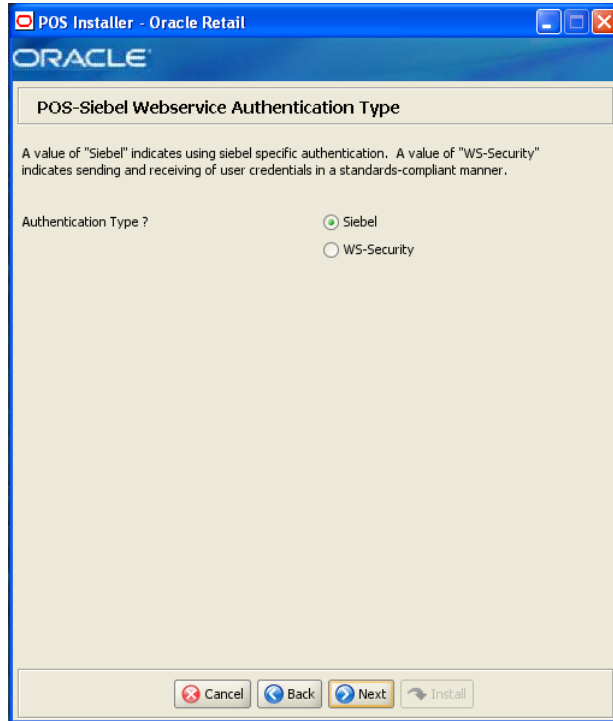 POS Installer - Oracle Retail
ORACLE
POS-Siebel Webservice Authentication Type
A value of "Siebel" indicates using siebel specific authentication.  A value of "WS-Security"
indicates sending and receiving of user credentials in a standards-compliant manner.
Authentication Type ?
Siebel
WS-Security
Cancel
Back
Next
Install